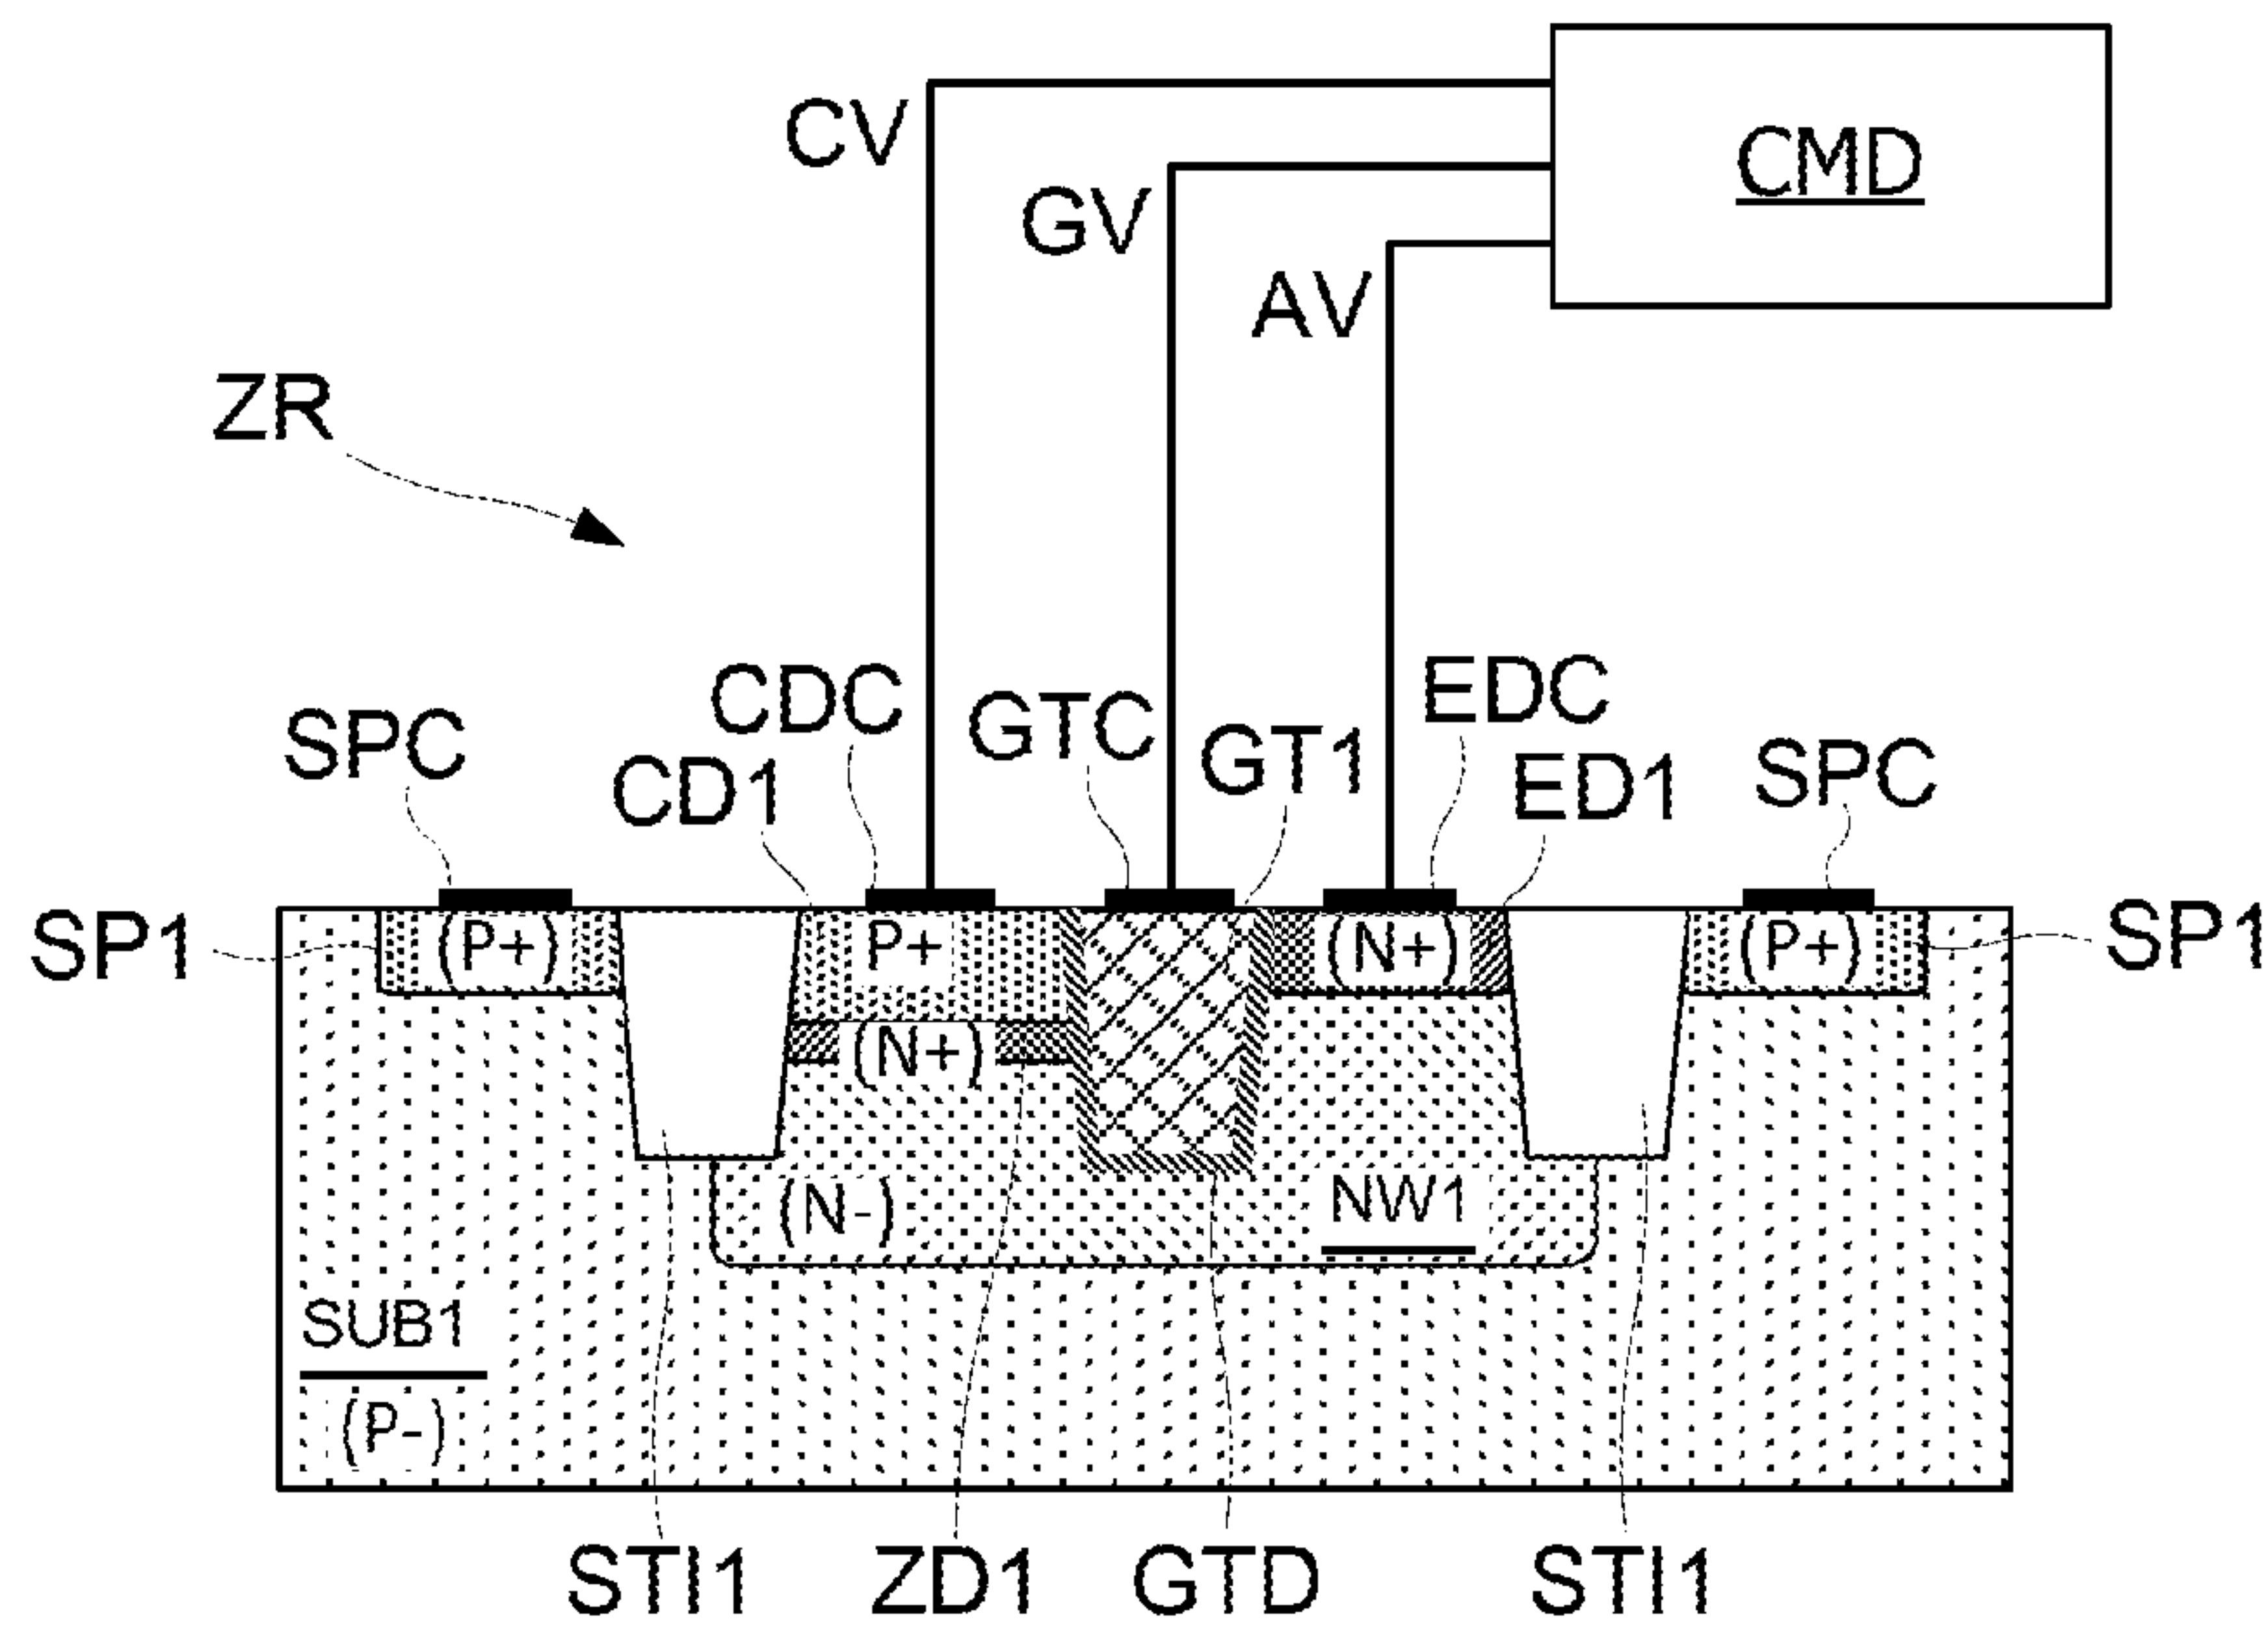 CMD
CV
GV
AV
ZR
SPC
CDC
GTC
EDC
CD1
GT1
ED1
SPC
SP1
(P+)
P+
(N+)
(P+)
SP1
(N+)
(N-)
NW1
SUB1
(P-)
STI1
ZD1
GTD
STI1